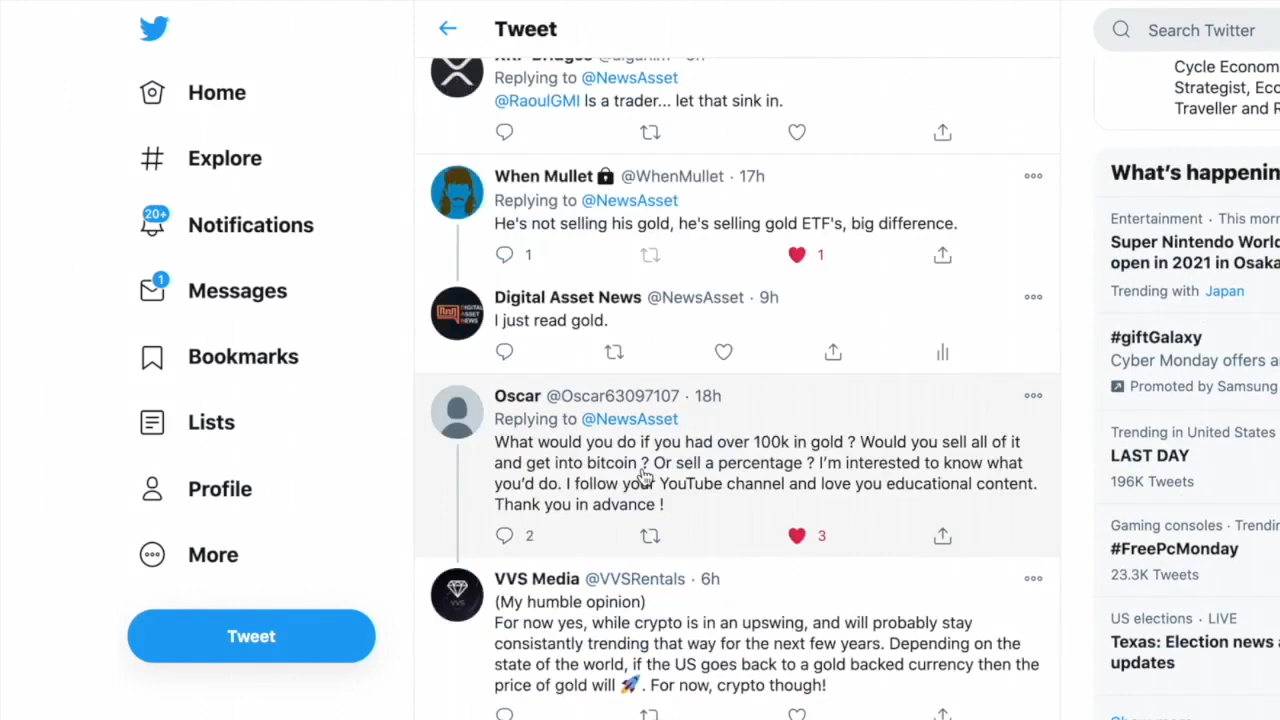 Tweet
Search Twitter
Replying to @NewsAsset
@RaoulGMI Is a trader... let that sink in.
When Mullet @WhenMullet · 17h
Replying to @NewsAsset
He's not selling his gold, he's selling gold ETF's, big difference.
1
1
Digital Asset News @NewsAsset · 9h
I just read gold.
DIGITAL
ASSET
NEWS
Oscar @Oscar63097107 · 18h
Replying to @NewsAsset
What would you do if you had over 100k in gold ? Would you sell all of it
and get into bitcoin ? Or sell a percentage ? I'm interested to know what
you'd do. I follow your YouTube channel and love you educational content.
Thank you in advance !
2
3
VVS Media @VVSRentals · 6h
VVS
(My humble opinion)
For now yes, while crypto is in an upswing, and will probably stay
consistantly trending that way for the next few years. Depending on the
state of the world, if the US goes back to a gold backed currency then the
price of gold will 🚀. For now, crypto though!
Home
Explore
20+
Notifications
1
Messages
Bookmarks
Lists
Profile
More
Tweet
Cycle Econom
Strategist, Eco
Traveller and
What's happenin
Entertainment · This morn
Super Nintendo World
open in 2021 in Osaka
Trending with Japan
#giftGalaxy
Cyber Monday offers a
Promoted by Samsung
Trending in United States
LAST DAY
196K Tweets
Gaming consoles · Trendin
#FreePcMonday
23.3K Tweets
US elections · LIVE
Texas: Election news a
updates